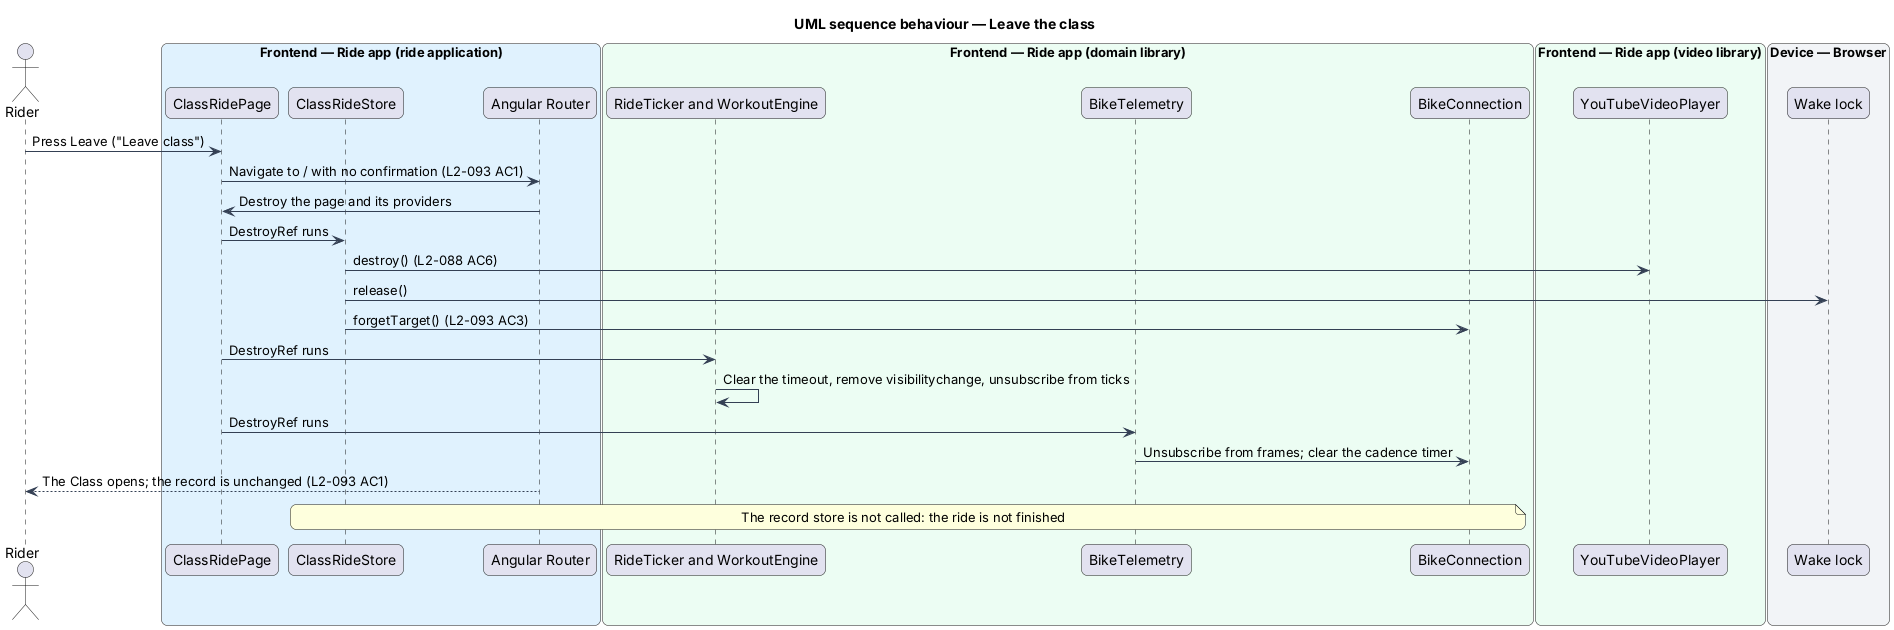 UML sequence behaviour — Leave the class
Frontend — Ride app (ride application)
Frontend — Ride app (domain library)
Frontend — Ride app (video library)
Device — Browser
Rider
ClassRidePage
ClassRideStore
Angular Router
RideTicker and WorkoutEngine
BikeTelemetry
BikeConnection
YouTubeVideoPlayer
Wake lock
Press Leave ("Leave class")
Navigate to / with no confirmation (L2-093 AC1)
Destroy the page and its providers
DestroyRef runs
destroy() (L2-088 AC6)
release()
forgetTarget() (L2-093 AC3)
DestroyRef runs
Clear the timeout, remove visibilitychange, unsubscribe from ticks
DestroyRef runs
Unsubscribe from frames; clear the cadence timer
The Class opens; the record is unchanged (L2-093 AC1)
The record store is not called: the ride is not finished
Rider
ClassRidePage
ClassRideStore
Angular Router
RideTicker and WorkoutEngine
BikeTelemetry
BikeConnection
YouTubeVideoPlayer
Wake lock